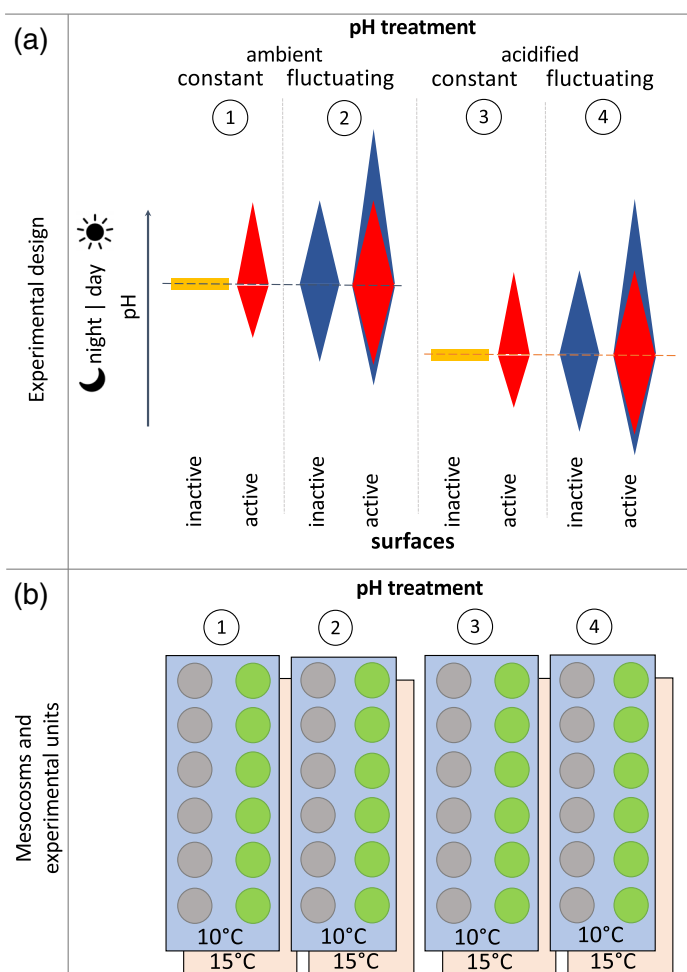 (a)
pH treatment
ambient acidified
constant fluctuating constant fluctuating
1 2 3 4
Experimental design
night | day
pH
inactive active inactive active inactive active inactive active
surfaces
(b)
pH treatment
1 2 3 4
Mesocosms and
experimental units
10°C 10°C 10°C 10°C
15°C 15°C 15°C 15°C